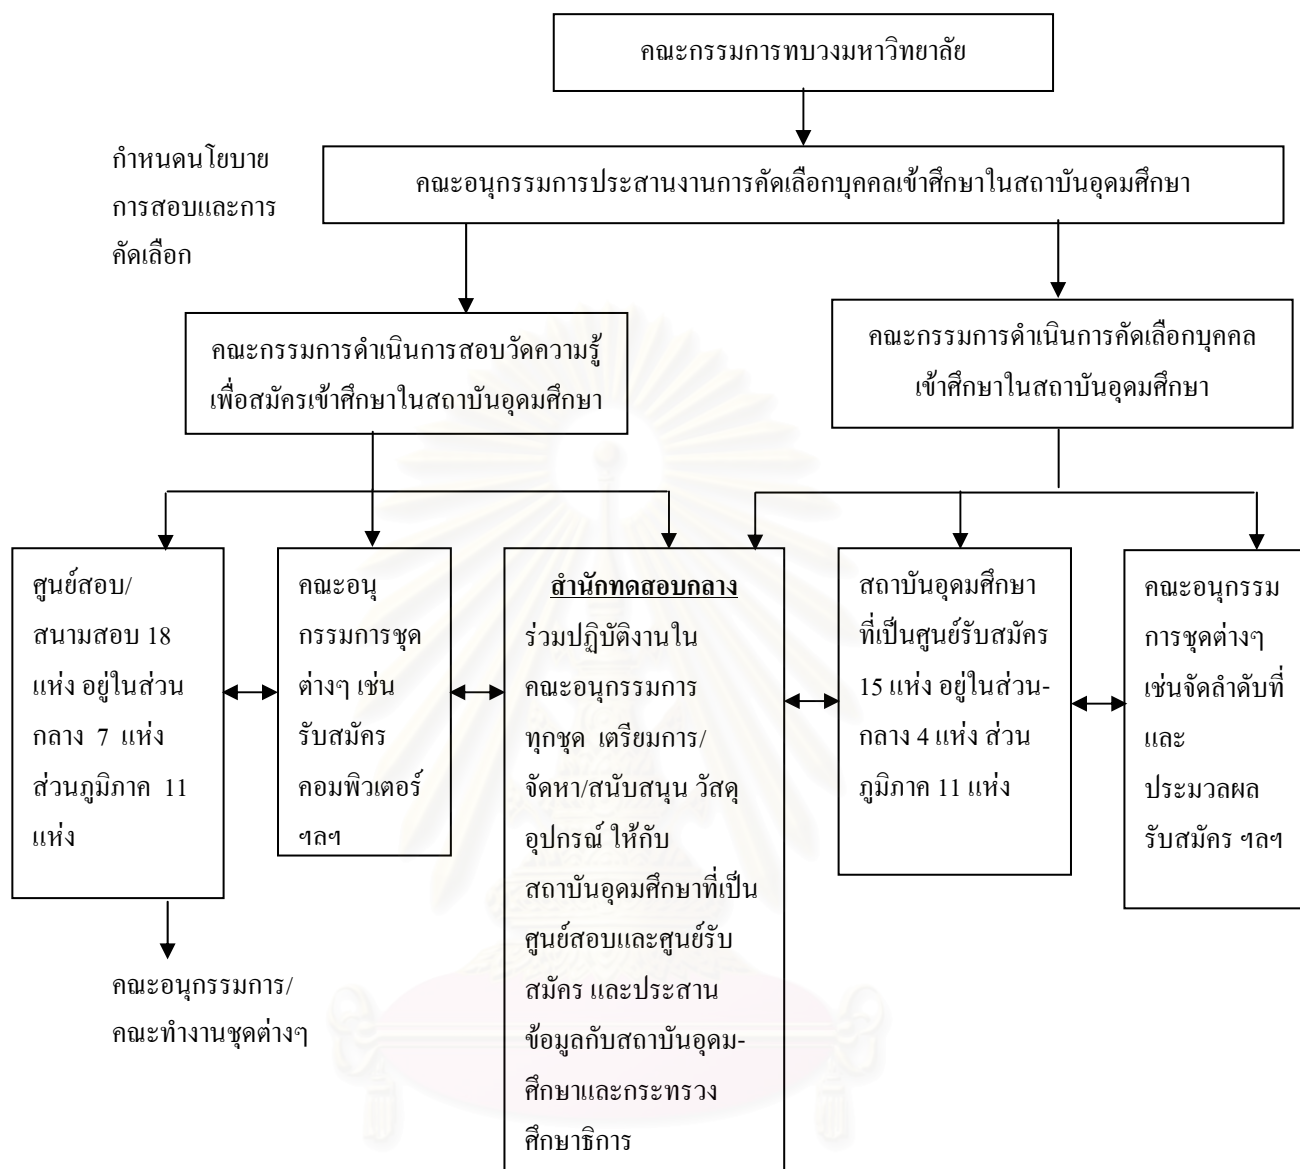 คณะกรรมการทบวงมหาวิทยาลัย
กำหนดนโยบาย
การสอบและการ
คัดเลือก
คณะอนุกรรมการประสานงานการคัดเลือกบุคคลเข้าศึกษาในสถาบันอุดมศึกษา
คณะกรรมการดำเนินการสอบวัดความรู้
เพื่อสมัครเข้าศึกษาในสถาบันอุดมศึกษา
คณะกรรมการดำเนินการคัดเลือกบุคคล
เข้าศึกษาในสถาบันอุดมศึกษา
ศูนย์สอบ/
สนามสอบ 18
แห่ง อยู่ในส่วน
กลาง 7 แห่ง
ส่วนภูมิภาค 11
แห่ง
คณะอนุ
กรรมการชุด
ต่างๆ เช่น
รับสมัคร
คอมพิวเตอร์
ฯลฯ
สำนักทดสอบกลาง
ร่วมปฏิบัติงานใน
คณะอนุกรรมการ
ทุกชุด เตรียมการ/
จัดหา/สนับสนุน วัสดุ
อุปกรณ์ ให้กับ
สถาบันอุดมศึกษาที่เป็น
ศูนย์สอบและศูนย์รับ
สมัคร และประสาน
ข้อมูลกับสถาบันอุดม-
ศึกษาและกระทรวง
ศึกษาธิการ
สถาบันอุดมศึกษา
ที่เป็นศูนย์รับสมัคร
15 แห่ง อยู่ในส่วน-
กลาง 4 แห่ง ส่วน
ภูมิภาค 11 แห่ง
คณะอนุกรรม
การชุดต่างๆ
เช่นจัดลำดับที่
และ
ประมวลผล
รับสมัคร ฯลฯ
คณะอนุกรรมการ/
คณะทำงานชุดต่างๆ